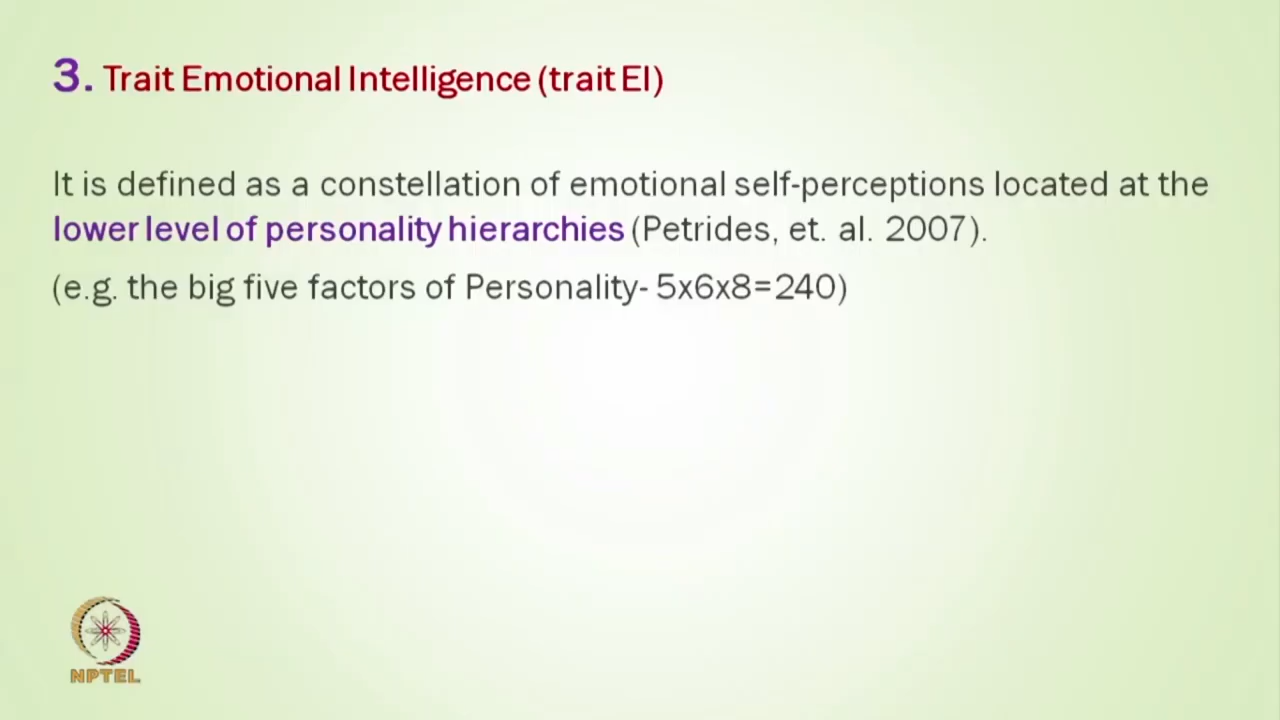 3. Trait Emotional Intelligence (trait EI)
It is defined as a constellation of emotional self-perceptions located at the
lower level of personality hierarchies (Petrides, et. al. 2007).
(e.g. the big five factors of Personality- 5x6x8=240)
NPTEL